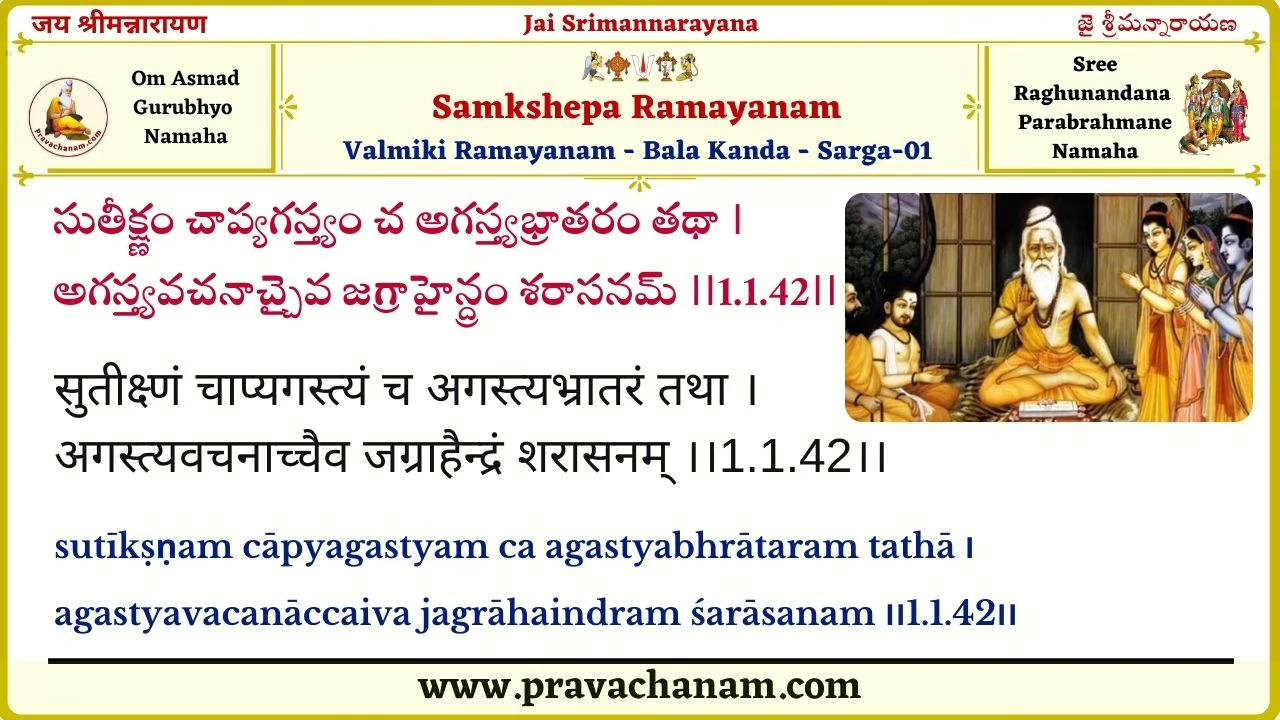 जय श्रीमन्नारायण
Jai Srimannarayana
జై శ్రీమన్నారాయణ
Om Asmad
Gurubhyo
Namaha
Pravachanam.com
Samkshepa Ramayanam
Valmiki Ramayanam - Bala Kanda - Sarga-01
Sree
Raghunandana
Parabrahmane
Namaha
సుతీక్ష్ణం చాప్యగస్త్యం చ అగస్త్యభ్రాతరం తథా |
అగస్త్యవచనాచ్చైవ జగ్రాహైన్ద్రం శరాసనమ్ ||1.1.42||
सुतीक्ष्णं चाप्यगस्त्यं च अगस्त्यभ्रातरं तथा ।
अगस्त्यवचनाच्चैव जग्राहैन्द्रं शरासनम् ।।1.1.42।।
sutīkṣṇam cāpyagastyam ca agastyabhrātaram tathā ।
agastyavacanāccaiva jagrāhaindram śarāsanam ।।1.1.42।।
www.pravachanam.com